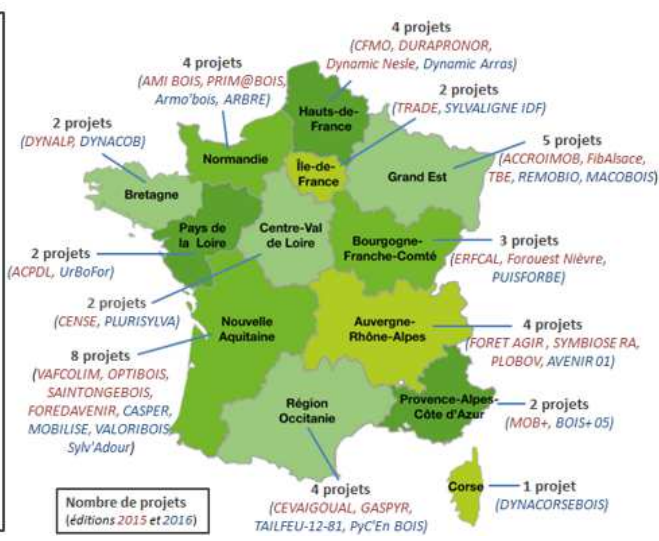 4 projets
(CFMO, DURAPRONOR,
Dynamic Nesle, Dynamic Arras)
4 projets
(AMI BOIS, PRIM@BOIS,
Armo'bois, ARBRE)
2 projets
(TRADE, SYLVALIGNE IDF)
2 projets
(DYNALP, DYNACOB)
5 projets
(ACCROIMOB, FibAlsace,
TBE, REMOBIO, MACOBOIS)
Hauts-de-
France
Normandie
Île-de-
France
Grand Est
Bretagne
Pays de
la Loire
Centre-Val
de Loire
Bourgogne-
Franche-Comté
3 projets
(ERFCAL, Forouest Nièvre,
PUISFORBE)
2 projets
(ACPDL, UrBoFor)
2 projets
(CENSE, PLURISYLVA)
Nouvelle
Aquitaine
Auvergne-
Rhône-Alpes
4 projets
(FORET AGIR, SYMBIOSE RA,
PLOBOV, AVENIR 01)
8 projets
(VAFCOLIM, OPTIBOIS,
SAINTONGEBOIS,
FOREDAVENIR, CASPER,
MOBILISE, VALORIBOIS,
Sylv'Adour)
Région
Occitanie
Provence-Alpes-
Côte d'Azur
2 projets
(MOB+, BOIS+ 05)
4 projets
(CEVAIGOUAL, GASPYR,
TAILFEU-12-81, PyC'En BOIS)
Corse
1 projet
(DYNACORSEBOIS)
Nombre de projets
(éditions 2015 et 2016)